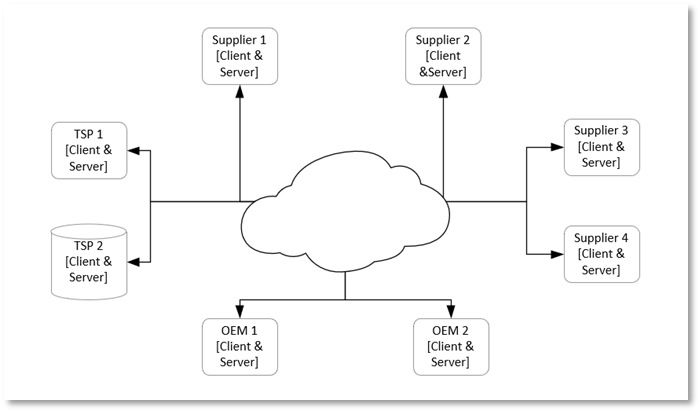 Supplier 1
[Client &
Server]
Supplier 2
[Client
&Server]
TSP 1
[Client &
Server]
Supplier 3
[Client &
Server]
TSP 2
[Client &
Server]
Supplier 4
[Client &
Server]
OEM 1
[Client &
Server]
OEM 2
[Client &
Server]